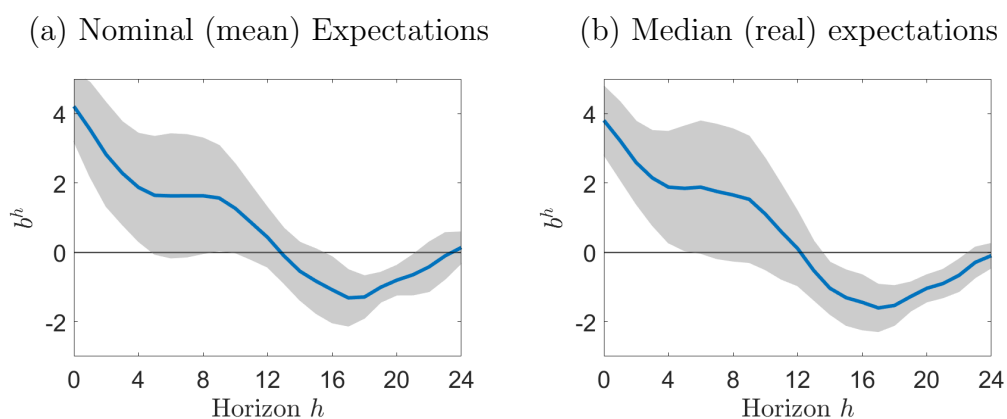 (a) Nominal (mean) Expectations
4
2
0
-2
b^h
0 4 8 12 16 20 24
Horizon h
(b) Median (real) expectations
4
2
0
-2
b^h
0 4 8 12 16 20 24
Horizon h